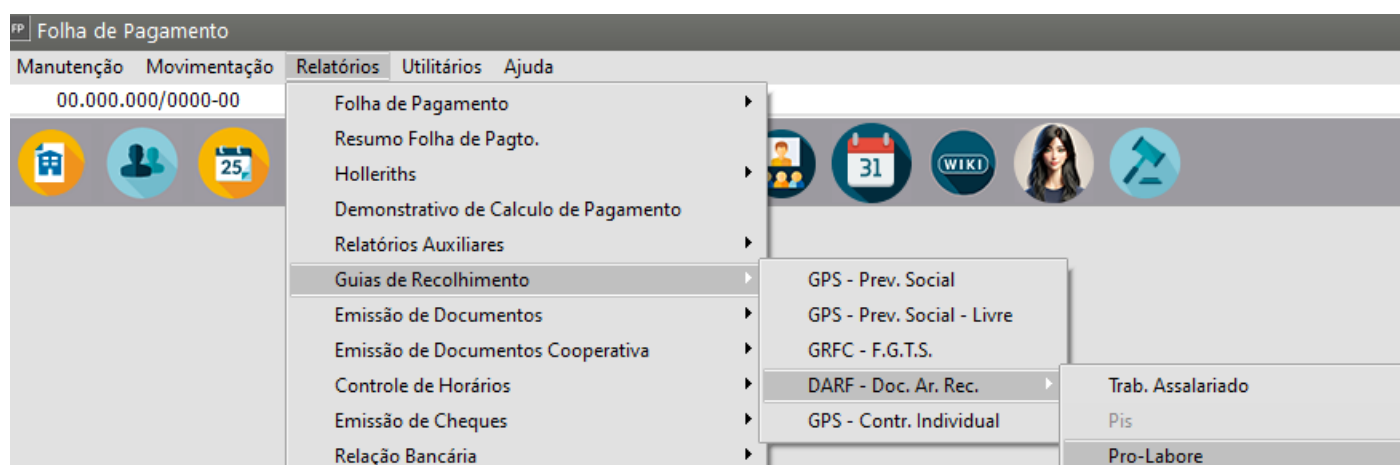 FP Folha de Pagamento
Manutenção Movimentação Relatórios Utilitários Ajuda
00.000.000/0000-00
25
31
WIKI
Folha de Pagamento
Resumo Folha de Pagto.
Holleriths
Demonstrativo de Calculo de Pagamento
Relatórios Auxiliares
Guias de Recolhimento
Emissão de Documentos
Emissão de Documentos Cooperativa
Controle de Horários
Emissão de Cheques
Relação Bancária
GPS - Prev. Social
GPS - Prev. Social - Livre
GRFC - F.G.T.S.
DARF - Doc. Ar. Rec.
GPS - Contr. Individual
Trab. Assalariado
Pis
Pro-Labore